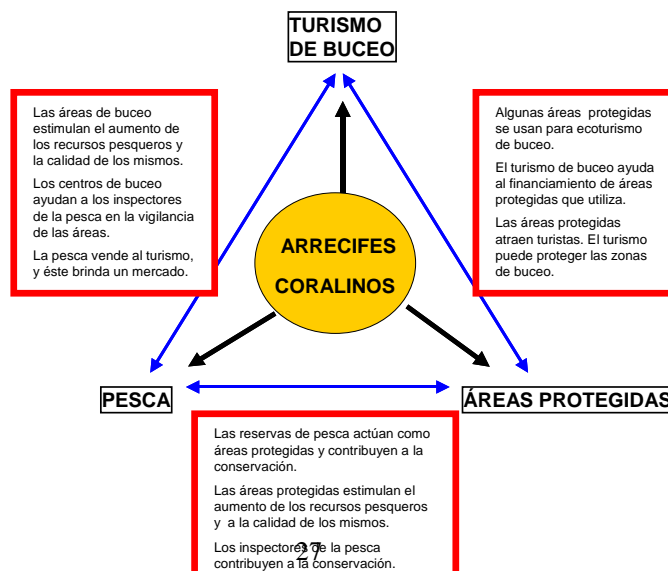 TURISMO
DE BUCEO
Las áreas de buceo
estimulan el aumento de
los recursos pesqueros y
la calidad de los mismos.
Los centros de buceo
ayudan a los inspectores
de la pesca en la vigilancia
de las áreas.
La pesca vende al turismo,
y éste brinda un mercado.
Algunas áreas protegidas
se usan para ecoturismo
de buceo.
El turismo de buceo ayuda
al financiamiento de áreas
protegidas que utiliza.
Las áreas protegidas
atraen turistas. El turismo
puede proteger las zonas
de buceo.
ARRECIFES
CORALINOS
PESCA
ÁREAS PROTEGIDAS
Las reservas de pesca actúan como
áreas protegidas y contribuyen a la
conservación.
Las áreas protegidas estimulan el
aumento de los recursos pesqueros
y a la calidad de los mismos.
Los inspectores de la pesca
contribuyen a la conservación.
27